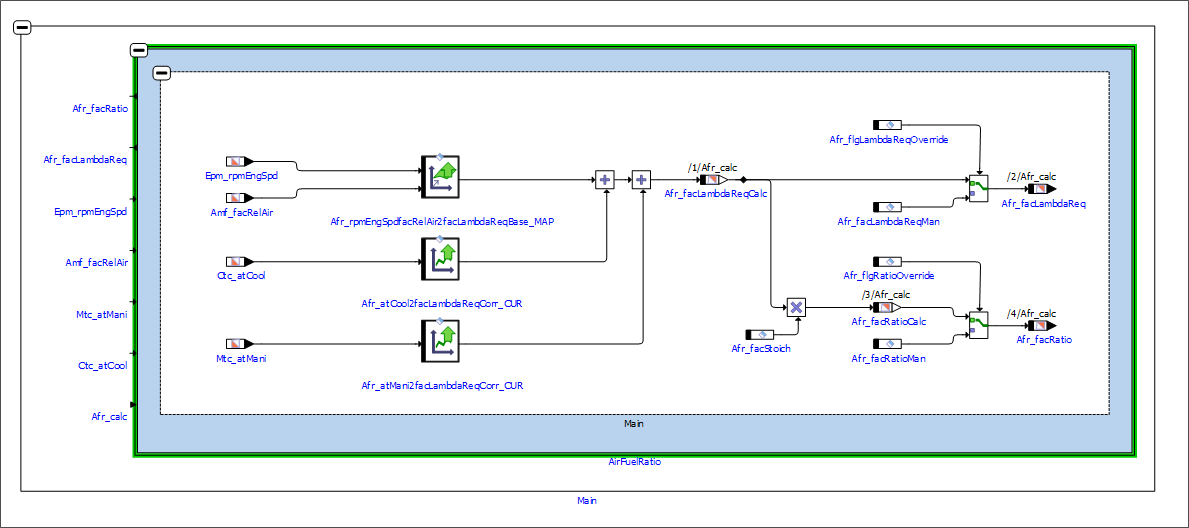 Afr_facRatio
Afr_facLambdaReq
Epm_rpmEngSpd
Amf_facRelAir
Mtc_atMani
Ctc_atCool
Afr_calc
Epm_rpmEngSpd
Amf_facRelAir
Afr_rpmEngSpdfacRelAir2facLambdaReqBase_MAP
Ctc_atCool
Afr_atCool2facLambdaReqCorr_CUR
Mtc_atMani
Afr_atMani2facLambdaReqCorr_CUR
/1/Afr_calc
Afr_facLambdaReqCalc
Afr_flgLambdaReqOverride
Afr_facLambdaReqMan
/2/Afr_calc
Afr_facLambdaReq
Afr_flgRatioOverride
/3/Afr_calc
Afr_facRatioCalc
Afr_facStoich
Afr_facRatioMan
/4/Afr_calc
Afr_facRatio
Main
AirFuelRatio
Main